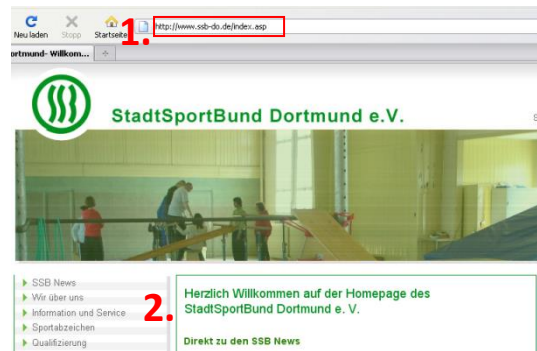 Neu laden Stopp Startseite
1.
http://www.ssb-do.de/index.asp
ortmund- Willkom...
StadtSportBund Dortmund e.V.
S
SSB News
Wir über uns
Information und Service
Sportabzeichen
Qualifizierung
2.
Herzlich Willkommen auf der Homepage des
StadtSportBund Dortmund e. V.
Direkt zu den SSB News